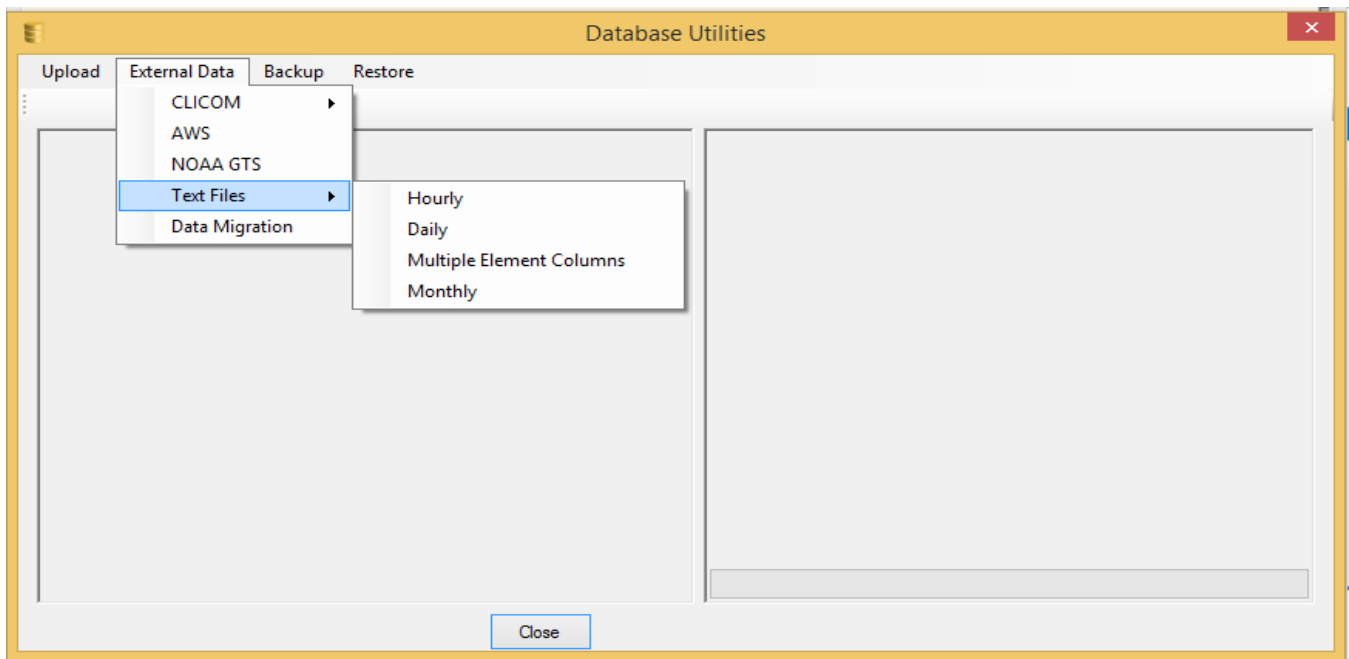 Database Utilities
Upload External Data Backup Restore
CLICOM
AWS
NOAA GTS
Text Files
Data Migration
Hourly
Daily
Multiple Element Columns
Monthly
Close